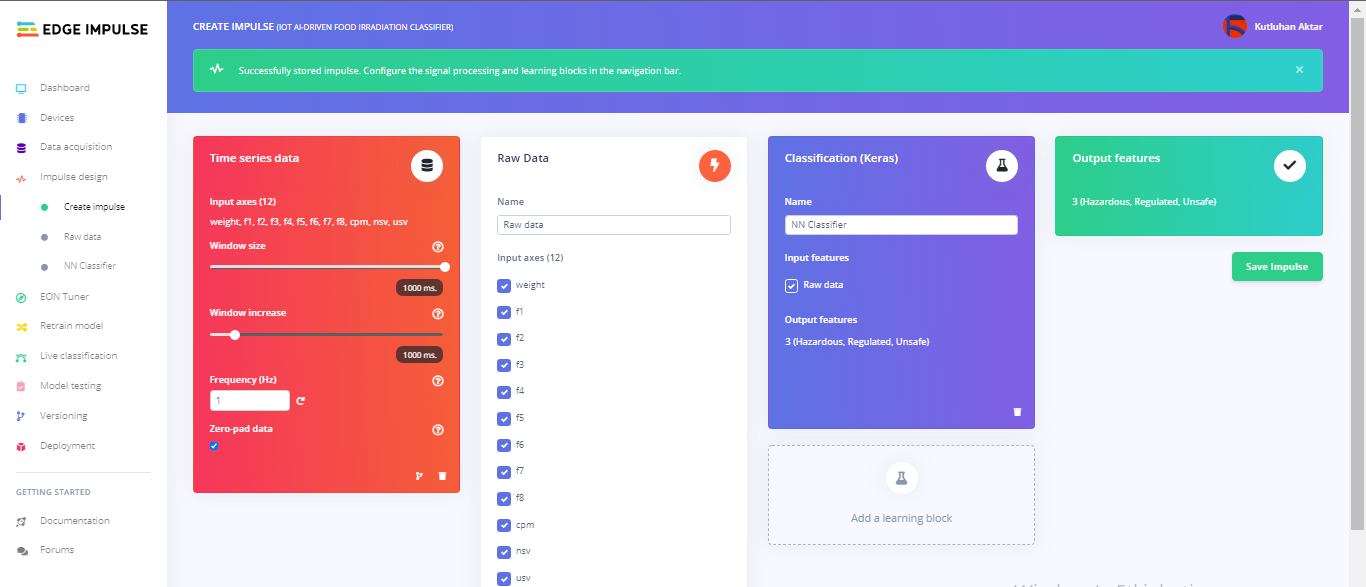 EDGE IMPULSE
Dashboard
Devices
Data acquisition
Impulse design
Create impulse
Raw data
NN Classifier
EON Tuner
Retrain model
Live classification
Model testing
Versioning
Deployment
GETTING STARTED
Documentation
Forums
CREATE IMPULSE (IOT AI-DRIVEN FOOD IRRADIATION CLASSIFIER)
Kutluhan Aktar
Successfully stored impulse. Configure the signal processing and learning blocks in the navigation bar.
×
Time series data
Input axes (12)
weight, f1, f2, f3, f4, f5, f6, f7, f8, cpm, nsv, usv
Window size
1000 ms.
Window increase
1000 ms.
Frequency (Hz)
1
Zero-pad data
Raw Data
Name
Raw data
Input axes (12)
weight
f1
f2
f3
f4
f5
f6
f7
f8
cpm
nsv
usv
Classification (Keras)
Name
NN Classifier
Input features
Raw data
Output features
3 (Hazardous, Regulated, Unsafe)
Add a learning block
Output features
3 (Hazardous, Regulated, Unsafe)
Save Impulse